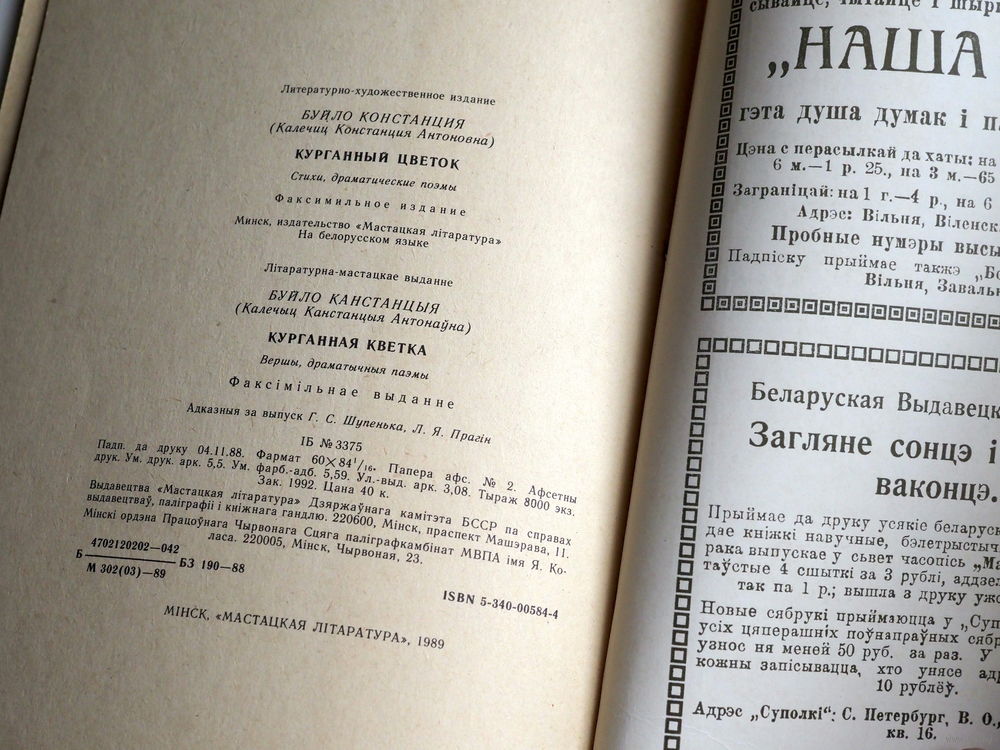 Литературно-художественное издание
БУЙЛО КОНСТАНЦИЯ
(Калечиц Констанция Антоновна)
КУРГАННЫЙ ЦВЕТОК
Стихи, драматические поэмы
Факсимильное издание
Минск, издательство «Мастацкая літаратура»
На белорусском языке
Літаратурна-мастацкае выданне
БУЙЛО КАНСТАНЦЫЯ
(Калечыц Канстанцыя Антонаўна)
КУРГАННАЯ КВЕТКА
Вершы, драматычныя паэмы
Факсімільнае выданне
Адказныя за выпуск Г. С. Шупенька, Л. Я. Прагін
ІБ № 3375
Падп. да друку 04.11.88. Фармат 60×84 1/16. Папера афс. № 2. Афсетны
друк. Ум. друк. арк. 5,5. Ум. фарб.-адб. 5,59. Ул.-выд. арк. 3,08. Тыраж 8000 экз.
Зак. 1992. Цана 40 к.
Выдавецтва «Мастацкая літаратура» Дзяржаўнага камітэта БССР па справах
выдавецтваў, паліграфіі і кніжнага гандлю. 220600, Мінск, праспект Машэрава, 11.
Мінскі ордэна Працоўнага Чырвонага Сцяга паліграфкамбінат МВПА імя Я. Ко-
ласа. 220005, Мінск, Чырвоная, 23.
4702120202—042
Б БЗ 190—88
М 302(03)—89
ISBN 5-340-00584-4
МІНСК, «МАСТАЦКАЯ ЛІТАРАТУРА», 1989
сывайце, чытайце і
„НАША
гэта душа думак і
Цэна с перасылкай да хаты: на
6 м.—1 р. 25., на 3 м.—65
Заграніцай: на 1 г.—4 р., на 6
Адрэс: Вільня,
Пробные нумэры
Падпіску прыймае такжэ
Вільня,
Беларуская
Загляне сонцэ і
ваконцэ.
Прыймае да друку усякіе
дае кніжкі навучные,
рака выпускае у сьвет часопісь
таўстые 4 сшыткі за 3 рублі,
так па 1 р.; вышла з друку
Новые сябрукі прыймаюцца у
усіх цяперашніх поўнапраўных
узнос ня меней 50 руб. за раз. У
кожны запісывацца, хто унясе
10 рублёў.
Адрэс „Суполкі“: С. Петербург, В. О.,
кв. 16.